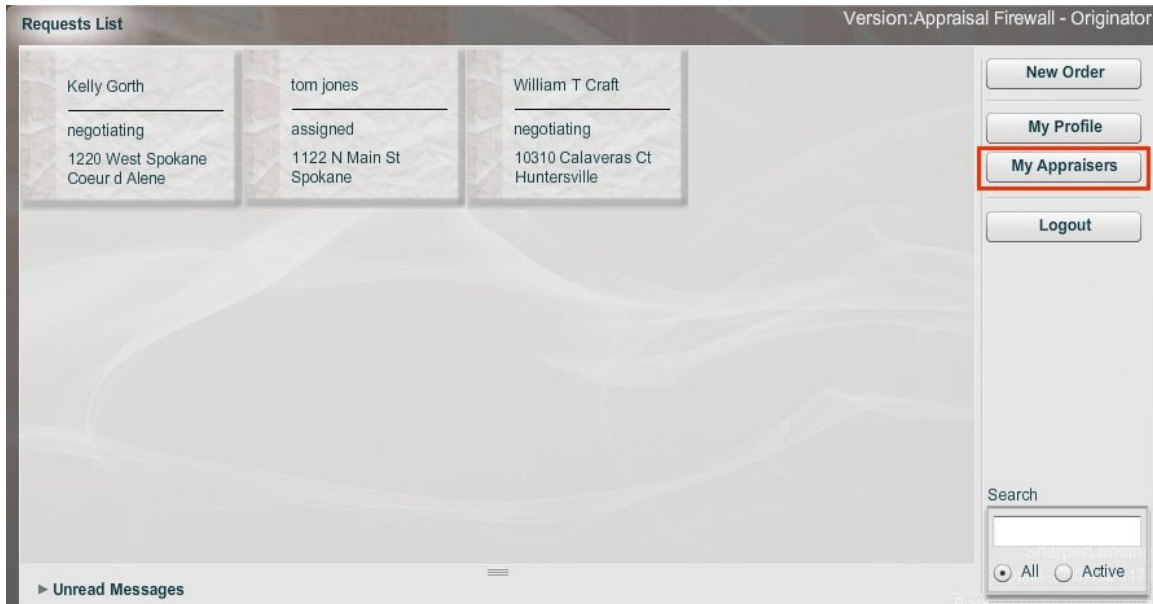 Requests List
Version:Appraisal Firewall - Originator
Kelly Gorth
negotiating
1220 West Spokane
Coeur d Alene
tom jones
assigned
1122 N Main St
Spokane
William T Craft
negotiating
10310 Calaveras Ct
Huntersville
New Order
My Profile
My Appraisers
Logout
Search
SharperLendin
All
Active
Unread Messages